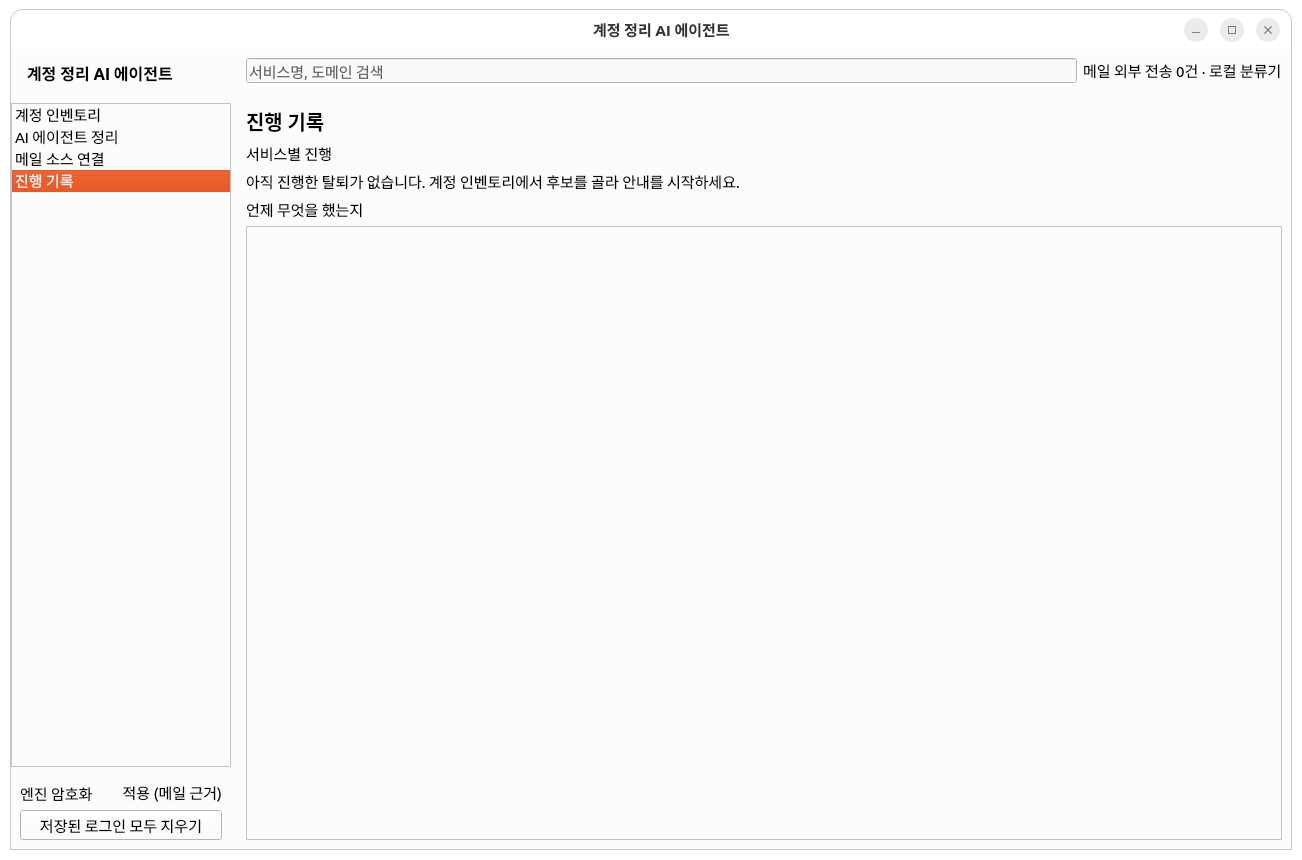 계정 정리 AI 에이전트
계정 정리 AI 에이전트
서비스명, 도메인 검색
메일 외부 전송 0건 · 로컬 분류기
계정 인벤토리
AI 에이전트 정리
메일 소스 연결
진행 기록
진행 기록
서비스별 진행
아직 진행한 탈퇴가 없습니다. 계정 인벤토리에서 후보를 골라 안내를 시작하세요.
언제 무엇을 했는지
엔진 암호화 적용 (메일 근거)
저장된 로그인 모두 지우기